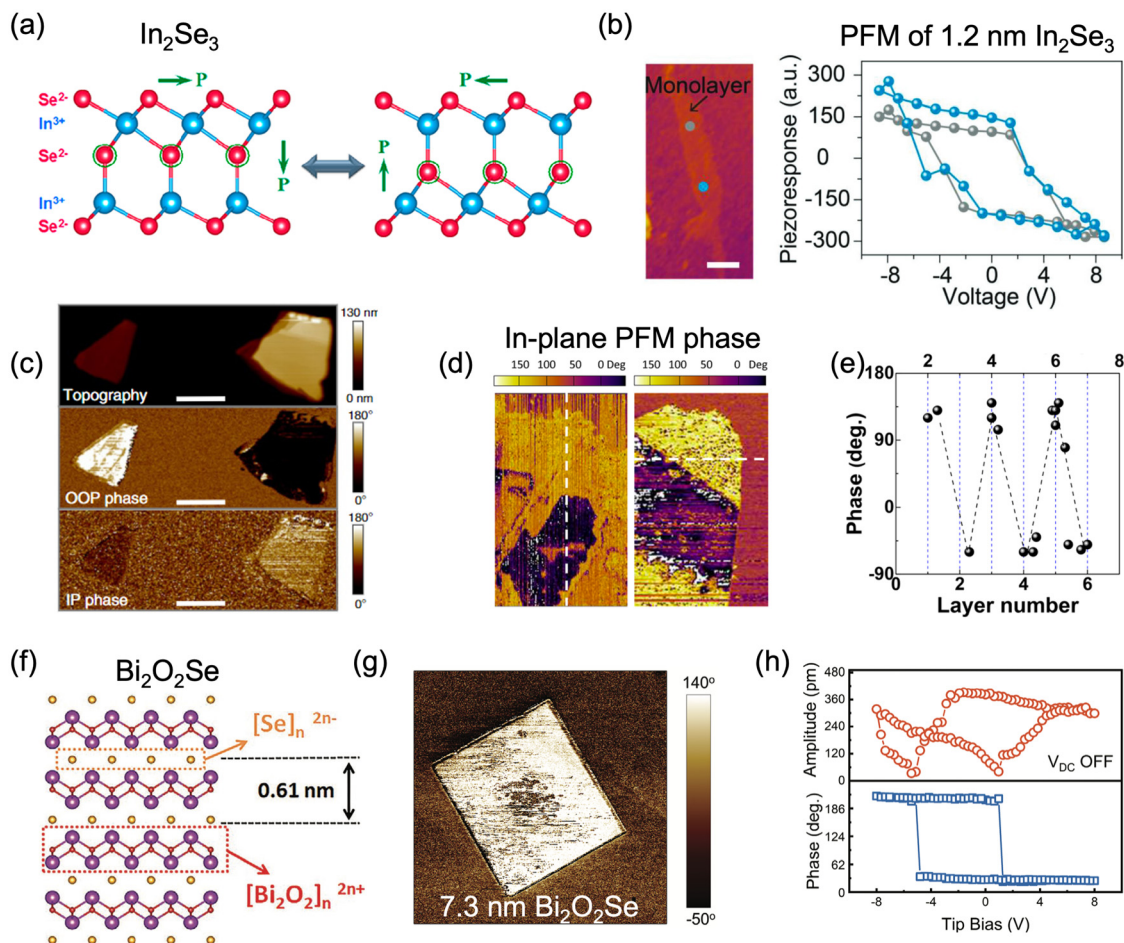 (a)
In₂Se₃
P
P
Se²⁻
In³⁺
Se²⁻
In³⁺
Se²⁻
P
P
(b)
PFM of 1.2 nm In₂Se₃
Monolayer
Piezoresponse (a.u.)
300
150
0
-150
-300
-8 -4 0 4 8
Voltage (V)
(c)
130 nm
0 nm
Topography
180°
0°
OOP phase
180°
0°
IP phase
(d)
In-plane PFM phase
150 100 50 0 Deg
150 100 50 0 Deg
(e)
2 4 6 8
Phase (deg.)
180
90
0
-90
0 2 4 6
Layer number
(f)
Bi₂O₂Se
[Se]ₙ ²ⁿ⁻
0.61 nm
[Bi₂O₂]ₙ ²ⁿ⁺
(g)
140°
-50°
7.3 nm Bi₂O₂Se
(h)
Amplitude (pm)
480
360
240
120
0
V_DC OFF
Phase (deg.)
186
124
62
0
-8 -4 0 4 8
Tip Bias (V)